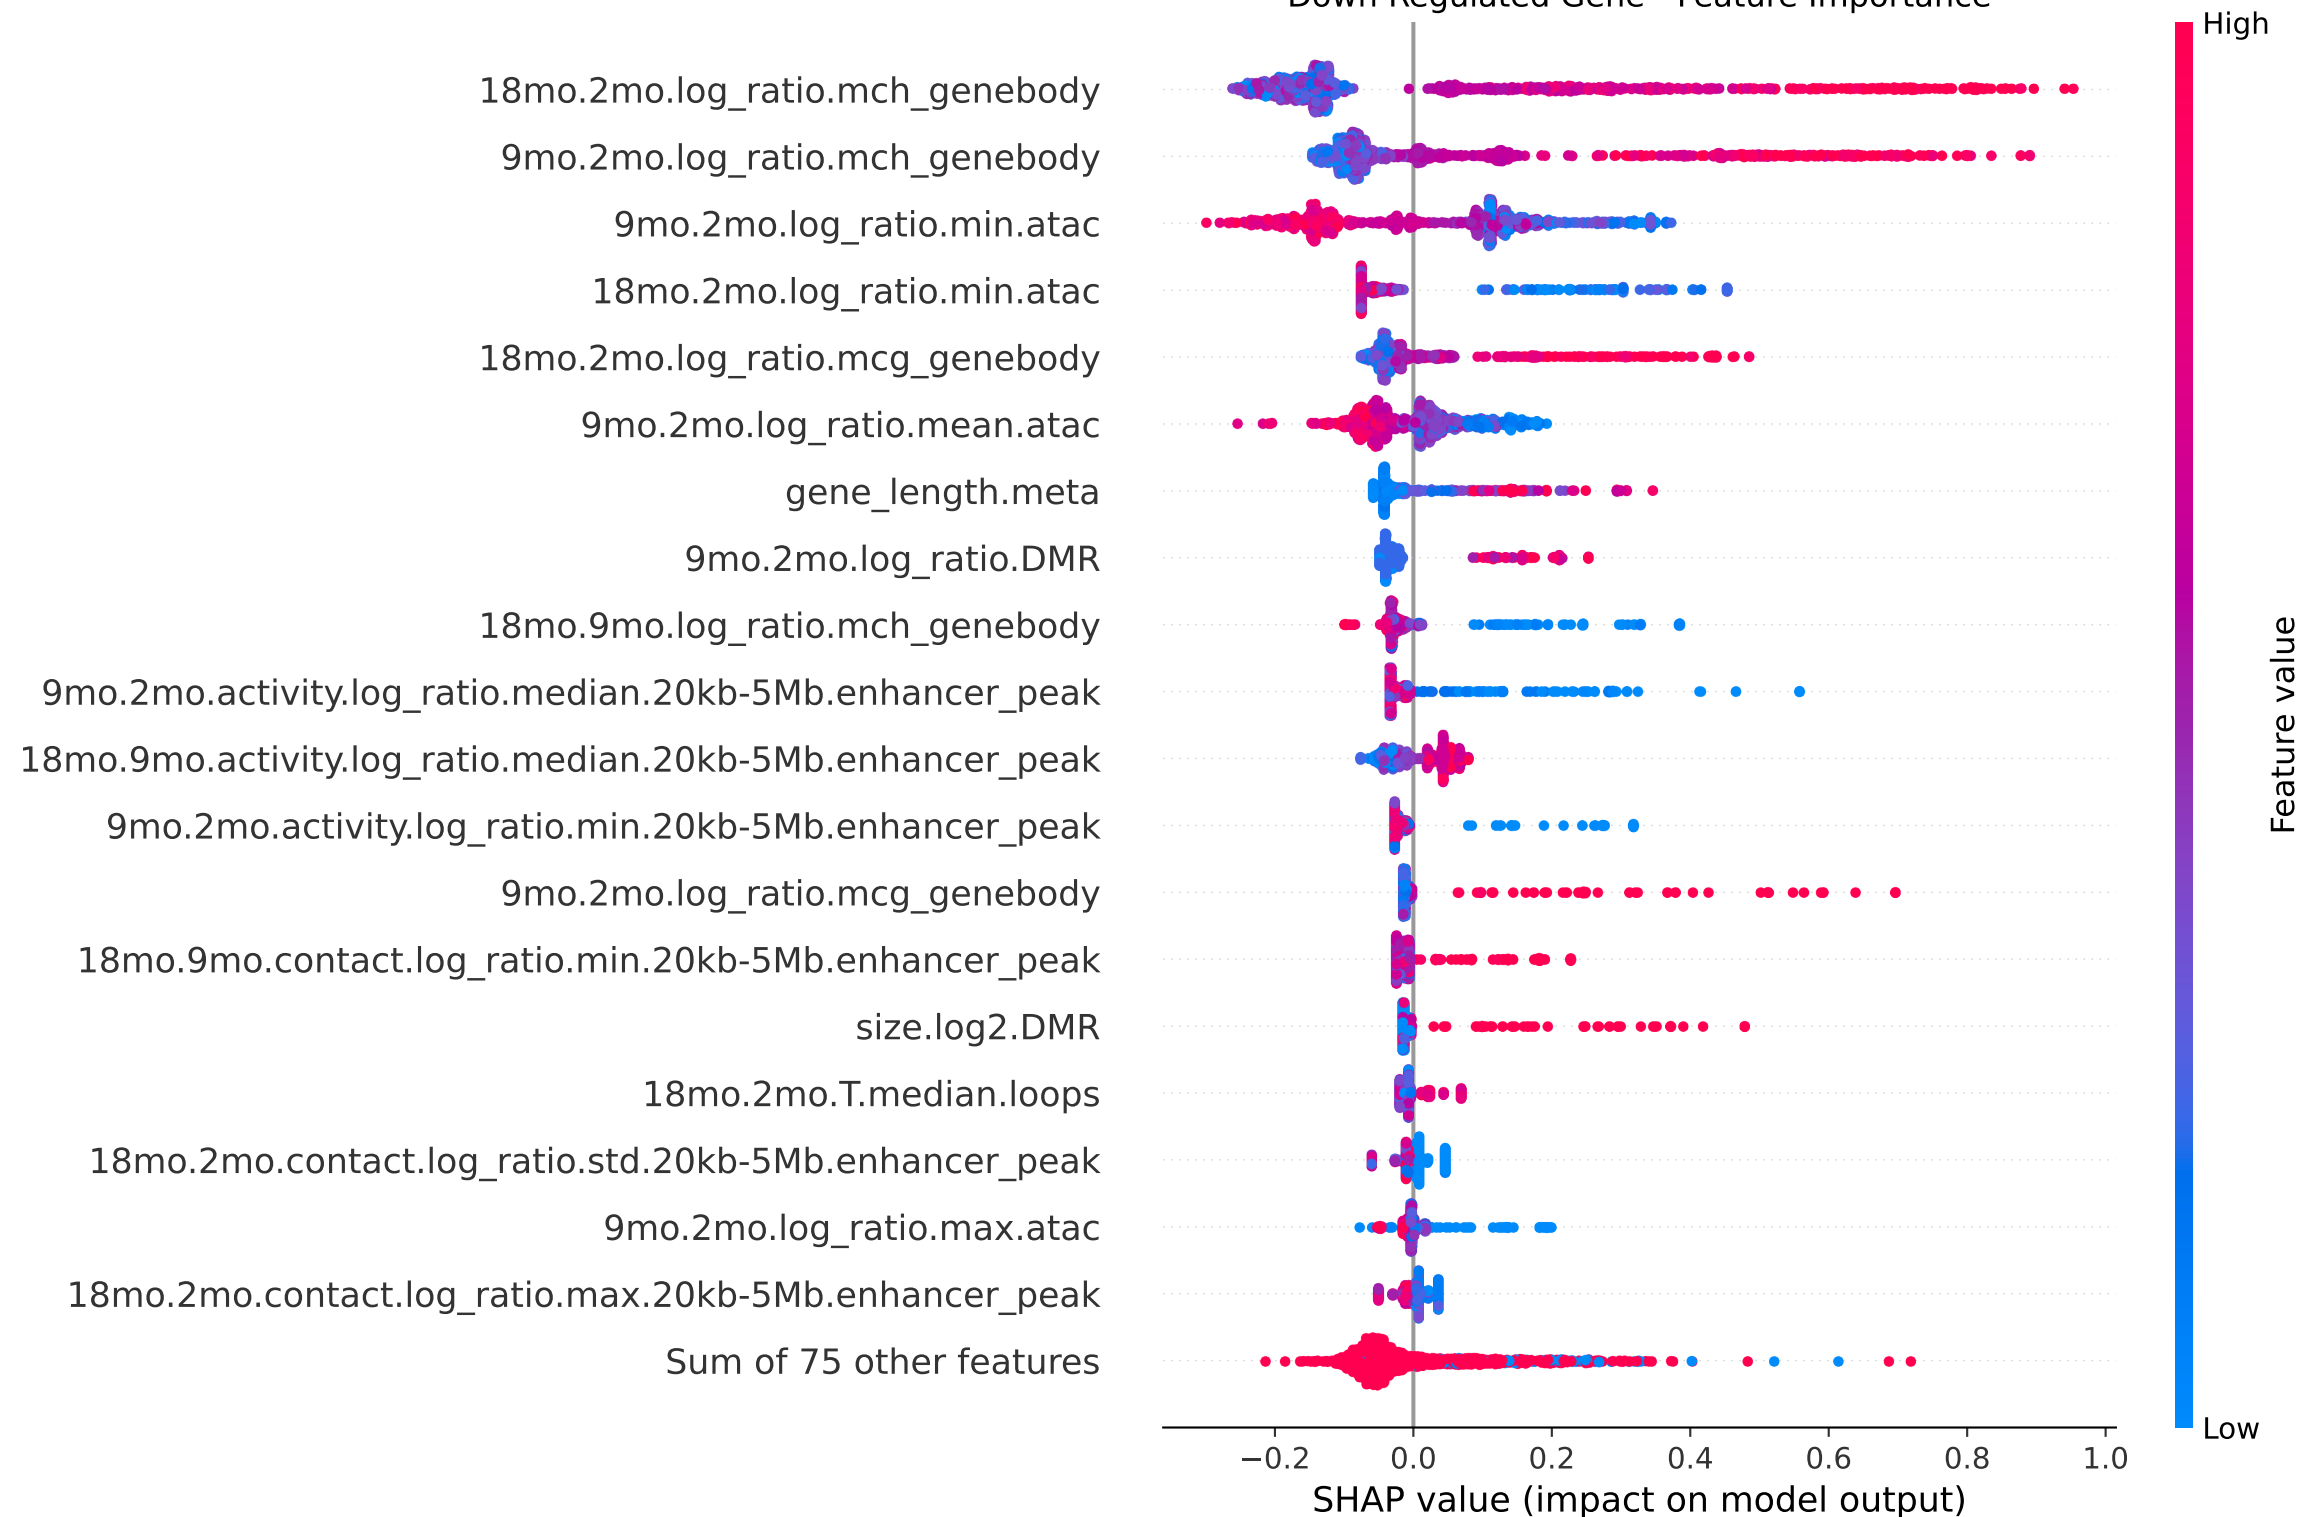 Down Regulated Gene - Feature Importance
High
18mo.2mo.log_ratio.mch_genebody
9mo.2mo.log_ratio.mch_genebody
9mo.2mo.log_ratio.min.atac
18mo.2mo.log_ratio.min.atac
18mo.2mo.log_ratio.mcg_genebody
9mo.2mo.log_ratio.mean.atac
gene_length.meta
9mo.2mo.log_ratio.DMR
18mo.9mo.log_ratio.mch_genebody
9mo.2mo.activity.log_ratio.median.20kb-5Mb.enhancer_peak
18mo.9mo.activity.log_ratio.median.20kb-5Mb.enhancer_peak
9mo.2mo.activity.log_ratio.min.20kb-5Mb.enhancer_peak
9mo.2mo.log_ratio.mcg_genebody
18mo.9mo.contact.log_ratio.min.20kb-5Mb.enhancer_peak
size.log2.DMR
18mo.2mo.T.median.loops
18mo.2mo.contact.log_ratio.std.20kb-5Mb.enhancer_peak
9mo.2mo.log_ratio.max.atac
18mo.2mo.contact.log_ratio.max.20kb-5Mb.enhancer_peak
Sum of 75 other features
Feature value
Low
−0.2 0.0 0.2 0.4 0.6 0.8 1.0
SHAP value (impact on model output)